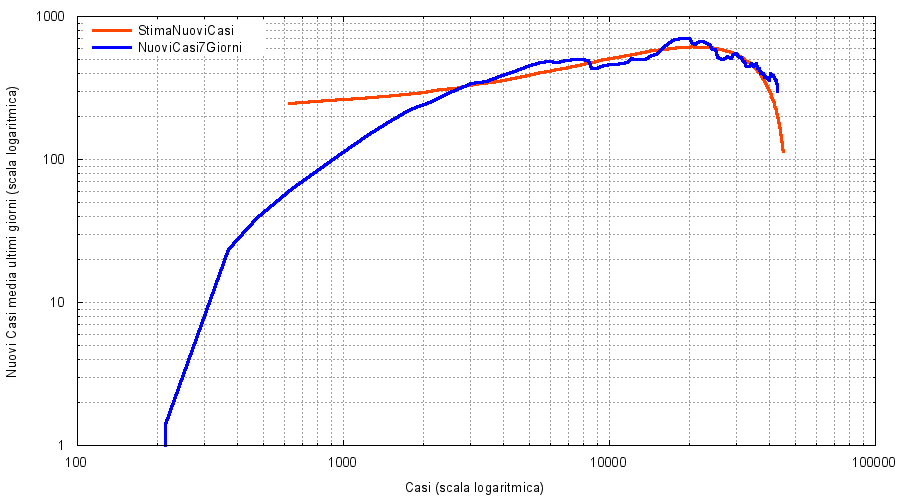 1000
StimaNuoviCasi
NuoviCasi7Giorni
100
10
1
100
1000
10000
100000
Nuovi Casi media ultimi giorni (scala logaritmica)
Casi (scala logaritmica)